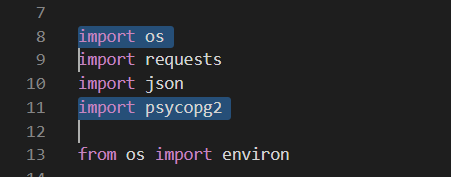 7
8 import os
9 import requests
10 import json
11 import psycopg2
12
13 from os import environ